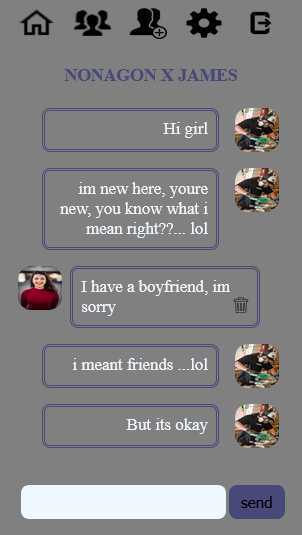 NONAGON X JAMES
Hi girl
im new here, youre
new, you know what i
mean right??... lol
I have a boyfriend, im
sorry
i meant friends ...lol
But its okay
send